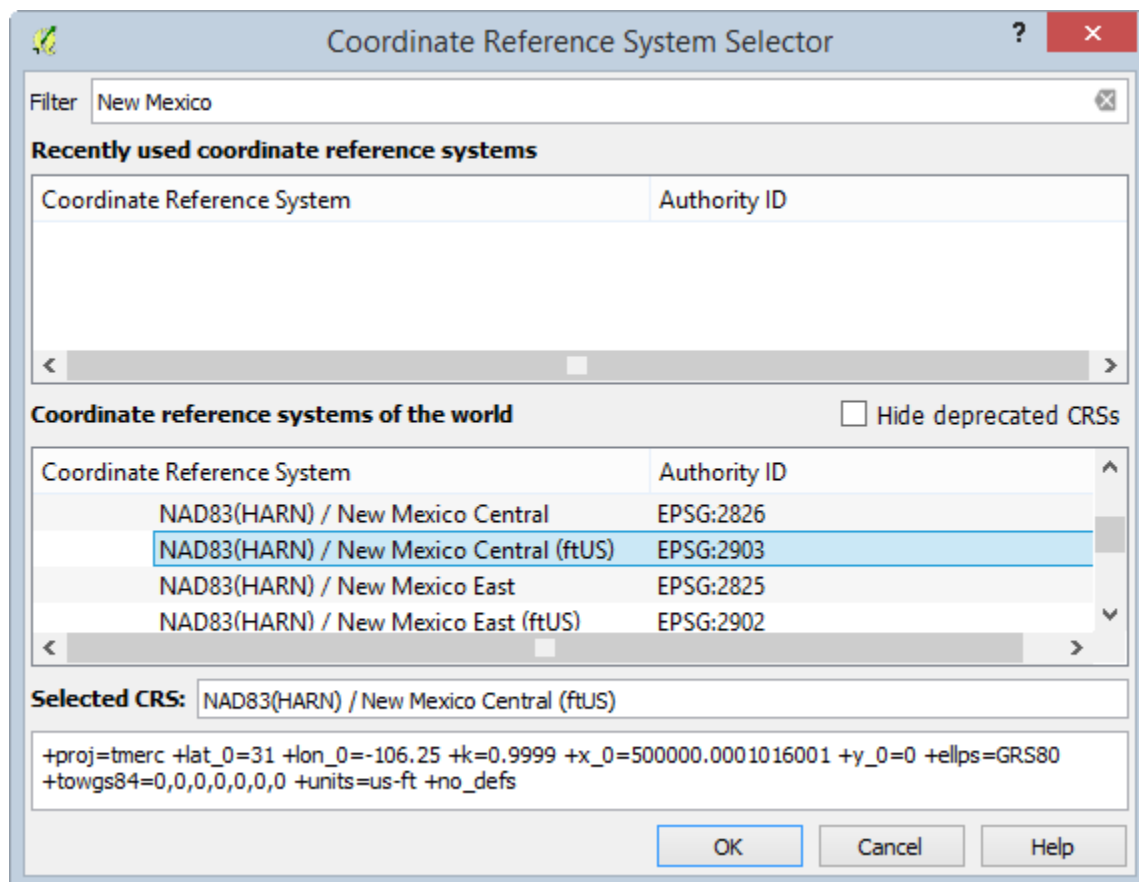 Coordinate Reference System Selector ?
Filter New Mexico
Recently used coordinate reference systems
Coordinate Reference System Authority ID
Coordinate reference systems of the world Hide deprecated CRSs
Coordinate Reference System Authority ID
NAD83(HARN) / New Mexico Central EPSG:2826
NAD83(HARN) / New Mexico Central (ftUS) EPSG:2903
NAD83(HARN) / New Mexico East EPSG:2825
NAD83(HARN) / New Mexico East (ftUS) EPSG:2902
Selected CRS: NAD83(HARN) / New Mexico Central (ftUS)
+proj=tmerc +lat_0=31 +lon_0=-106.25 +k=0.9999 +x_0=500000.0001016001 +y_0=0 +ellps=GRS80
+towgs84=0,0,0,0,0,0,0 +units=us-ft +no_defs
OK Cancel Help